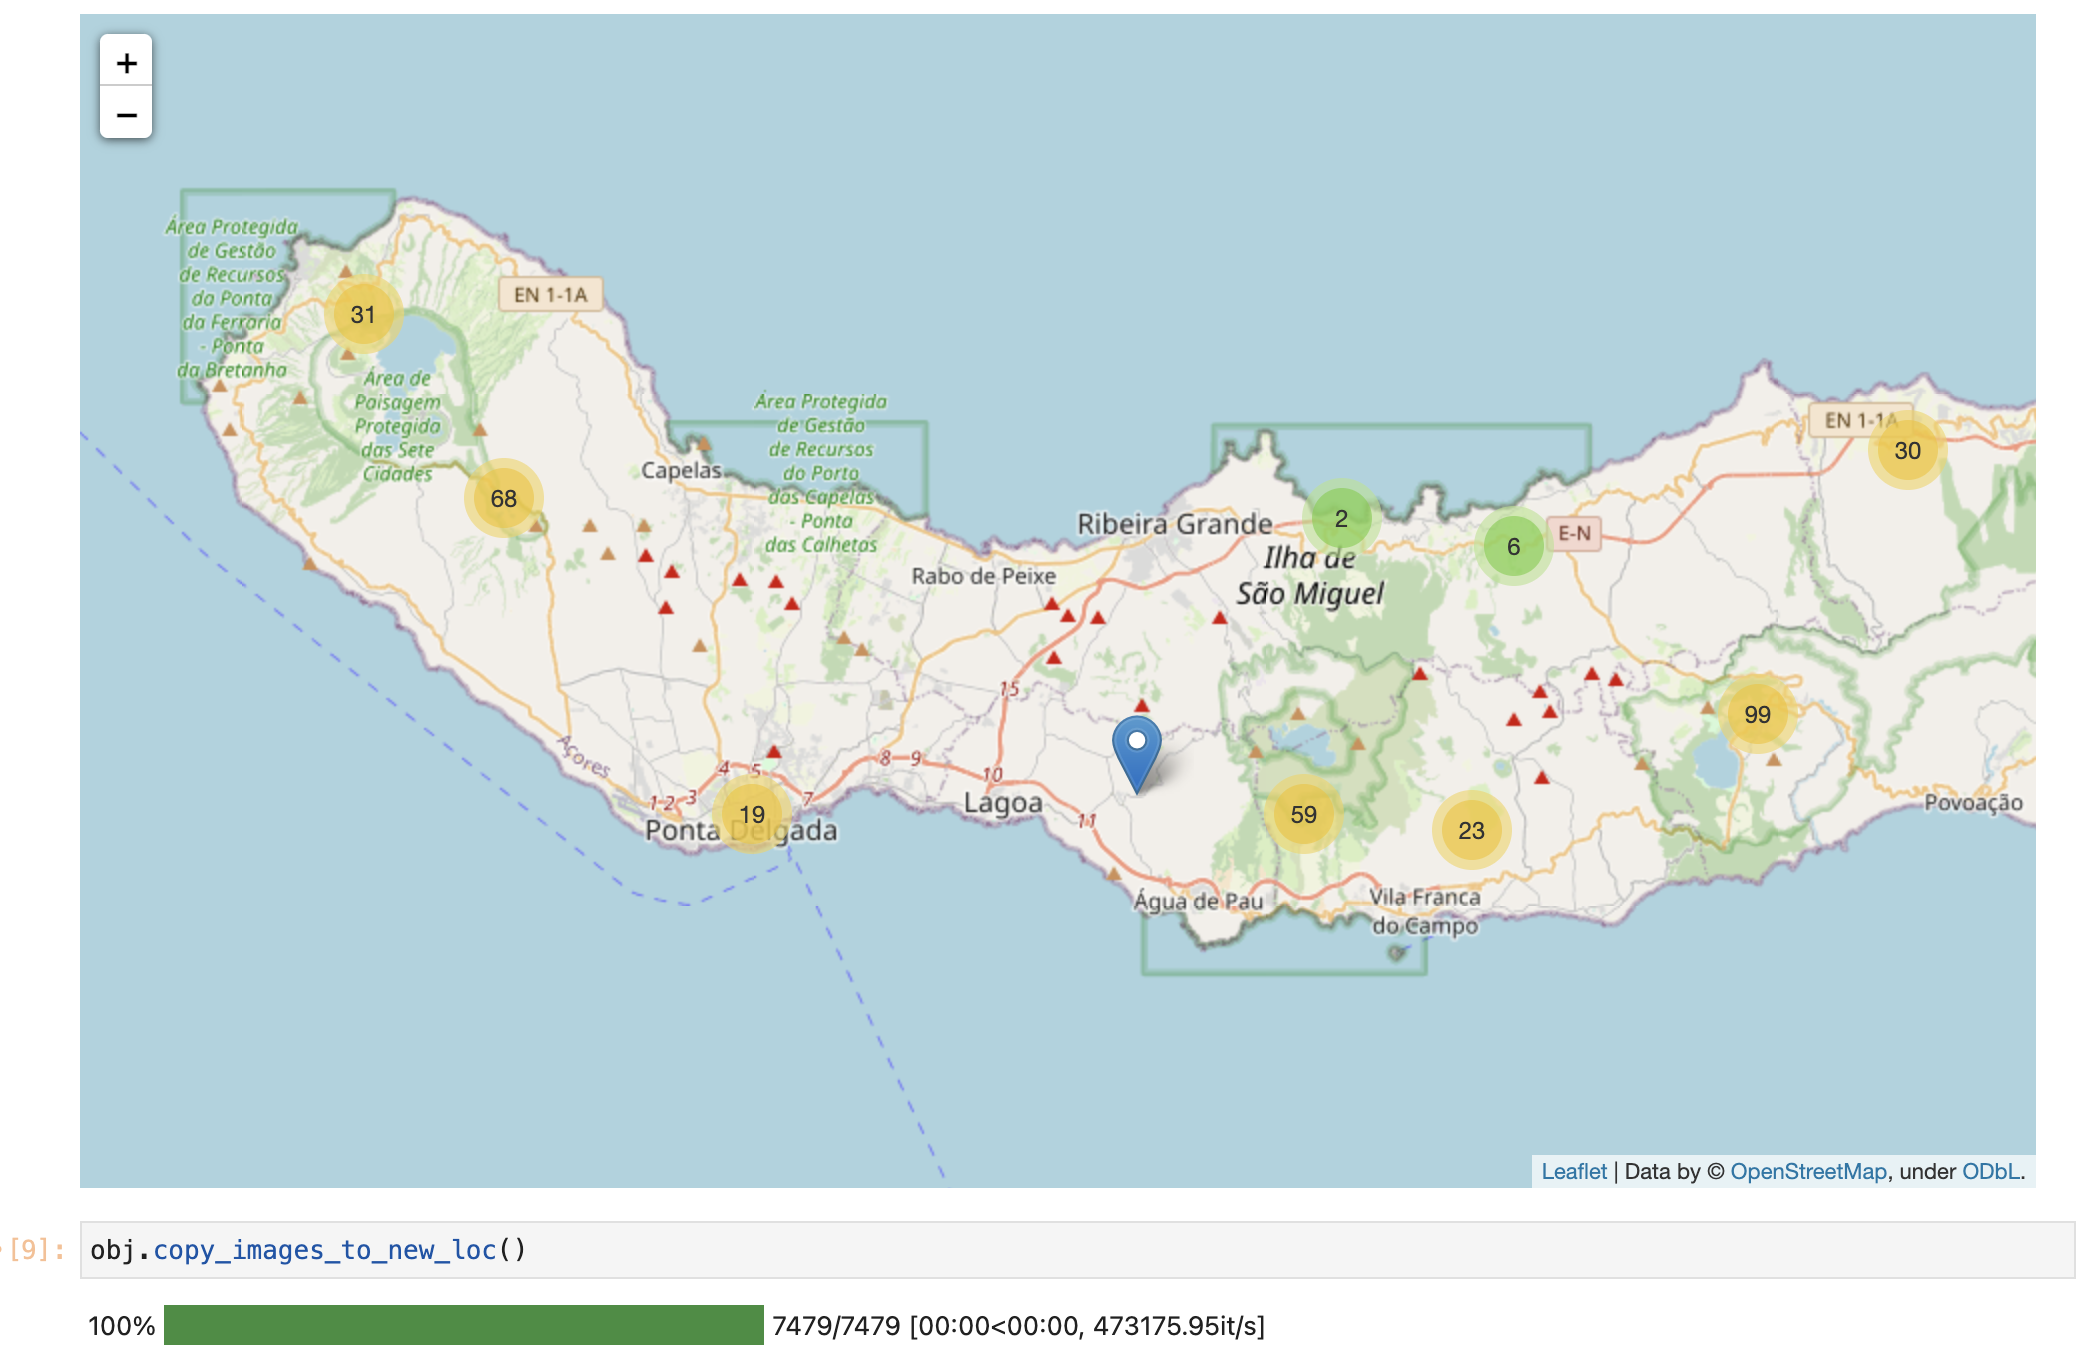 +
−
Área Protegida
de Gestão
de Recursos
da Ponta
da Ferraria
- Ponta
da Bretanha
31
EN 1-1A
Área de
Paisagem
Protegida
das Sete
Cidades
68
Capelas
Área Protegida
de Gestão
de Recursos
do Porto
das Capelas
- Ponta
das Calhetas
EN 1-1A
30
Ribeira Grande
2
6
E-N
Ilha de
São Miguel
Rabo de Peixe
15
99
Açores
4
5
8
9
10
1
2
3
7
19
Ponta Delgada
Lagoa
11
59
23
Povoação
Água de Pau
Vila Franca
do Campo
Leaflet | Data by © OpenStreetMap, under ODbL.
[9]: obj.copy_images_to_new_loc()
100% 7479/7479 [00:00<00:00, 473175.95it/s]